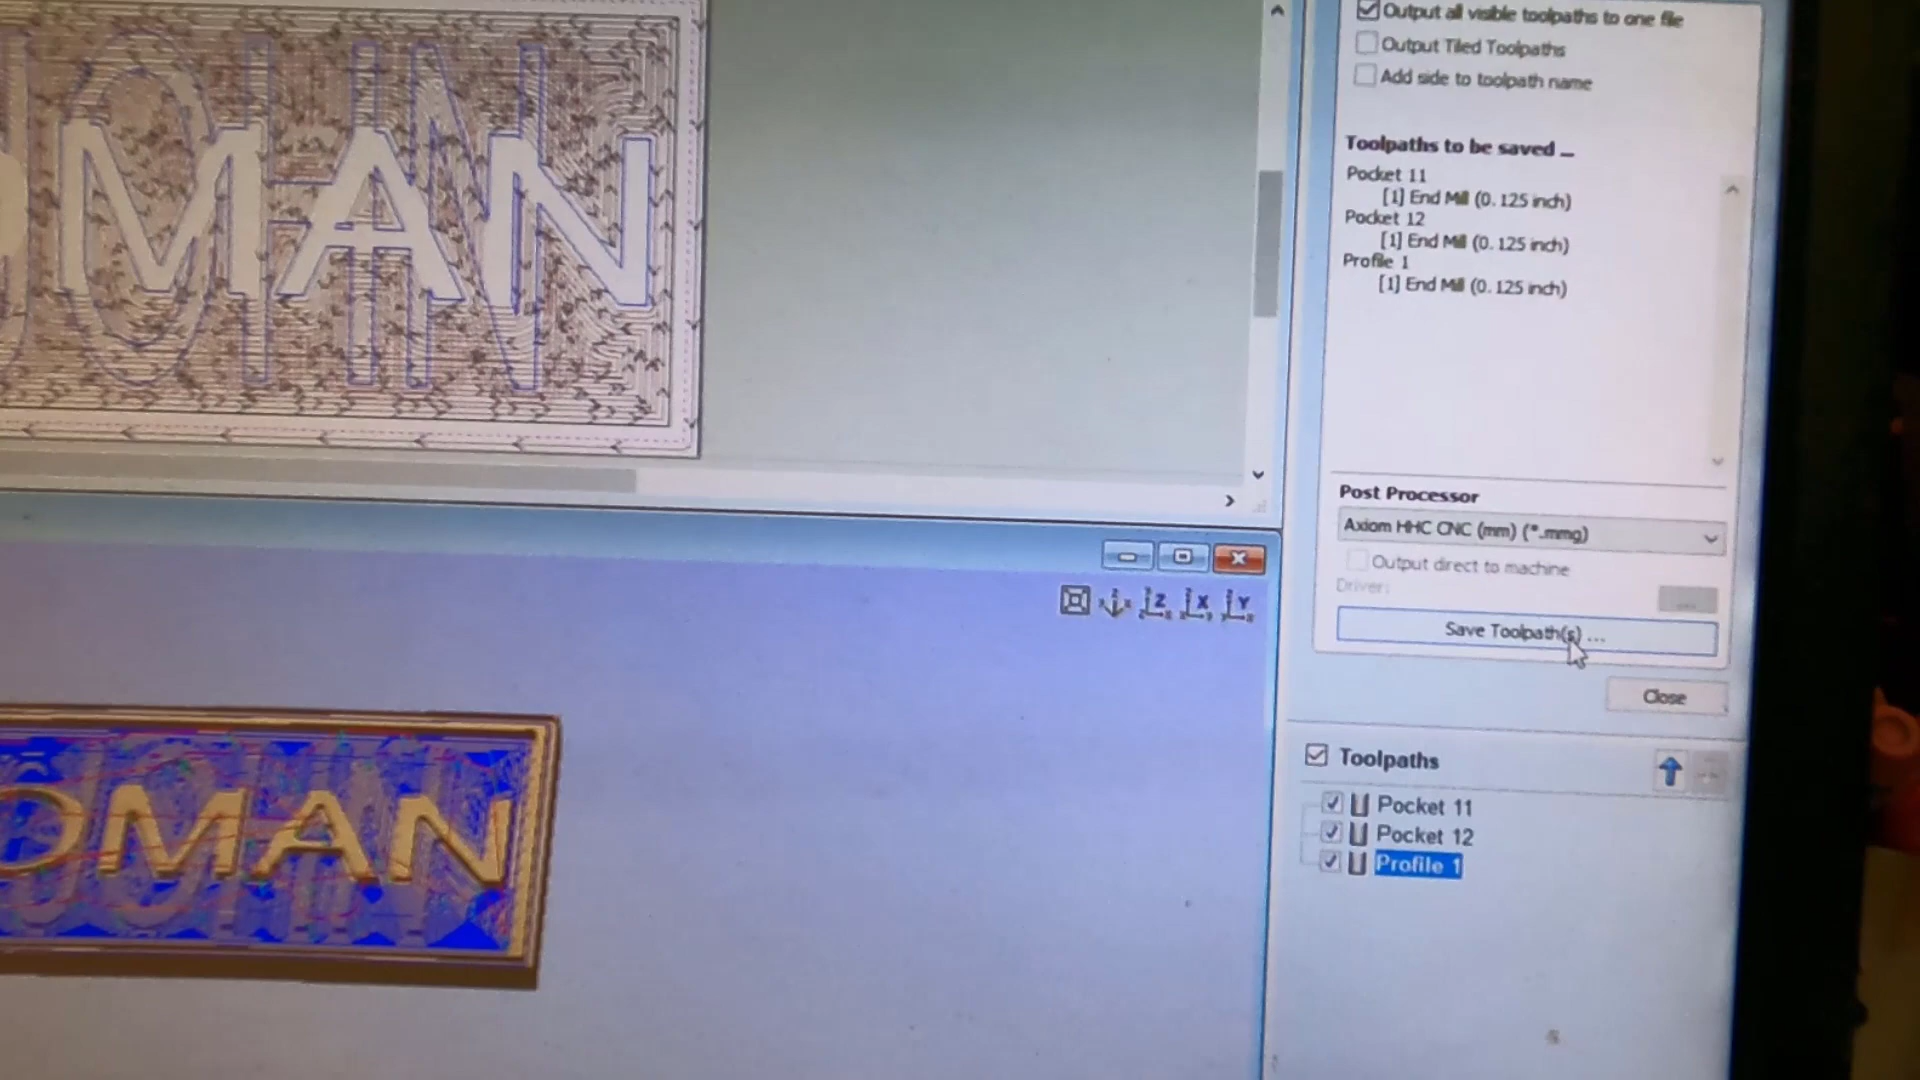 Output all visible toolpaths to one file
Output Tiled Toolpaths
Add side to toolpath name
Toolpaths to be saved ...
Pocket 11
[1] End Mill (0.125 inch)
Pocket 12
[1] End Mill (0.125 inch)
Profile 1
[1] End Mill (0.125 inch)
Post Processor
Axiom HHC CNC (mm) (*.mmg)
Output direct to machine
Driver:
...
Save Toolpath(s) ...
Close
Toolpaths
Pocket 11
Pocket 12
Profile 1
OMAN
Z X Y
OMAN